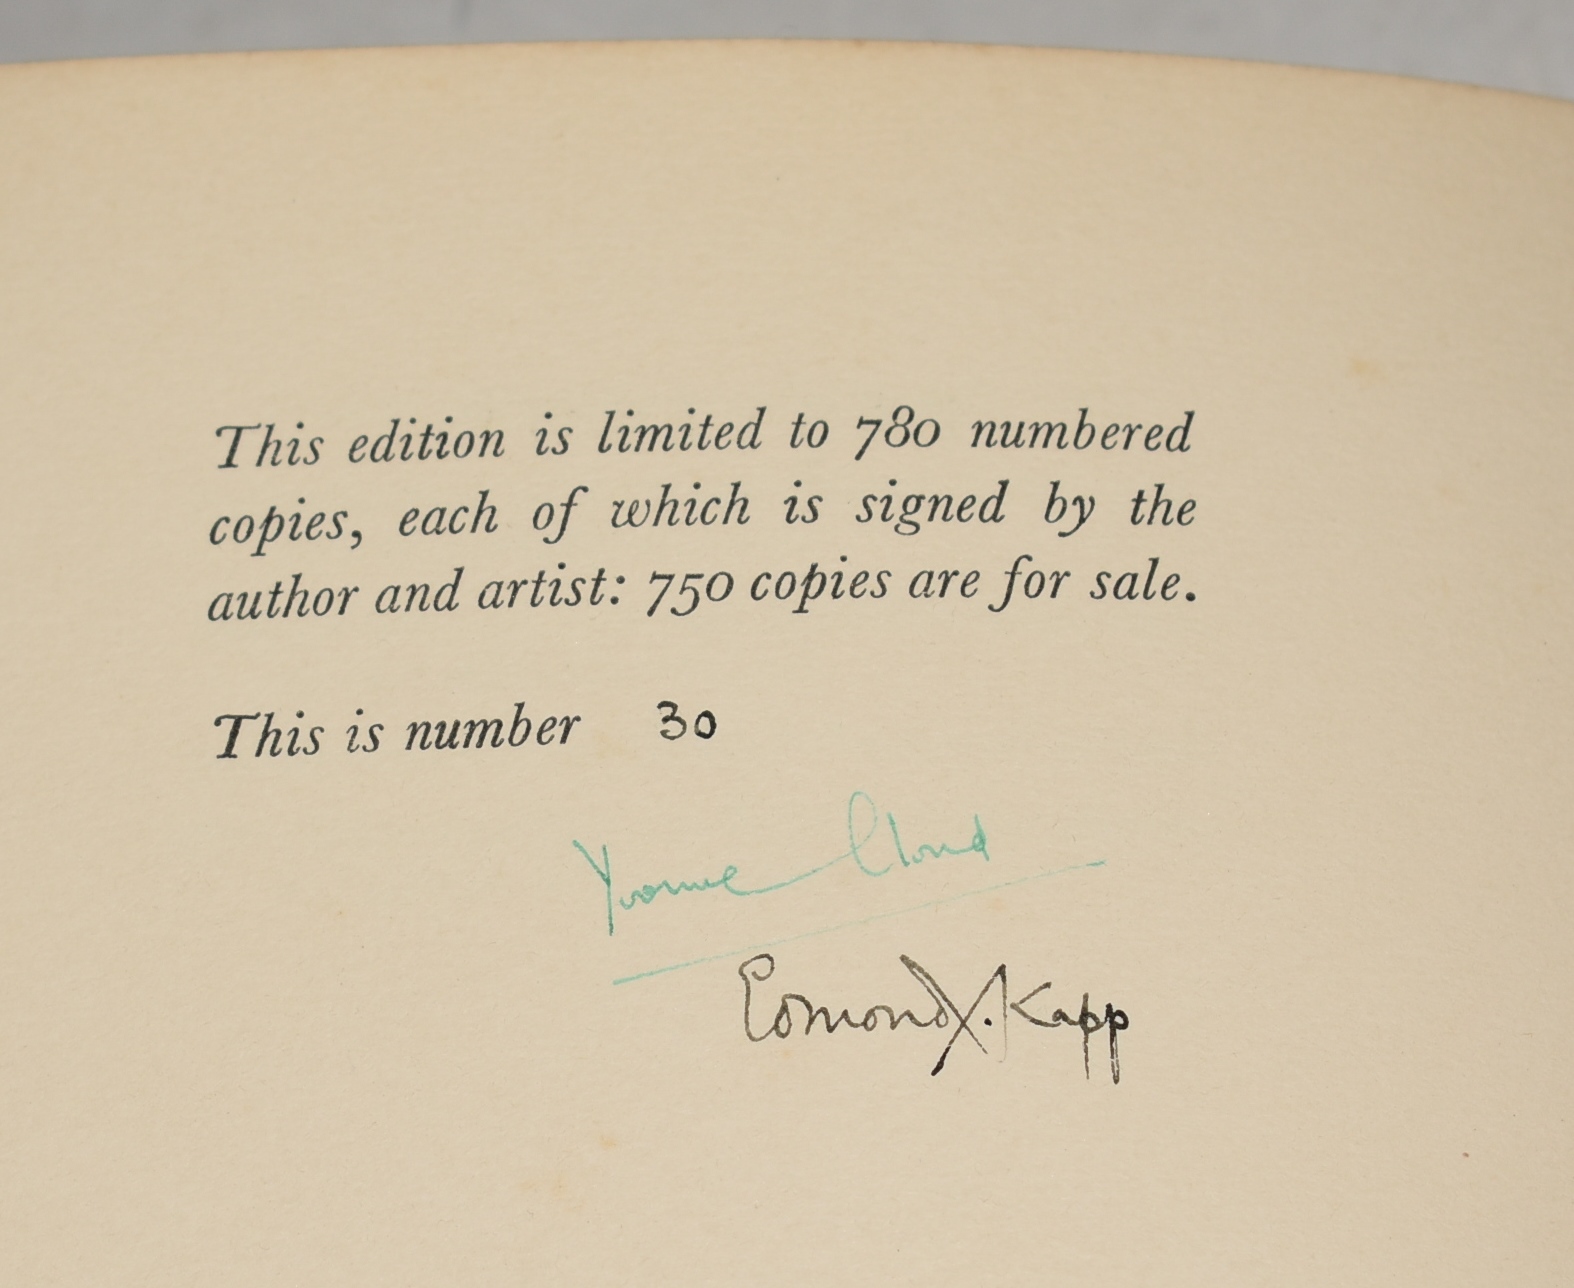 This edition is limited to 780 numbered
copies, each of which is signed by the
author and artist: 750 copies are for sale.
This is number 30
Yvonne Cloud
Edmond X. Kapp